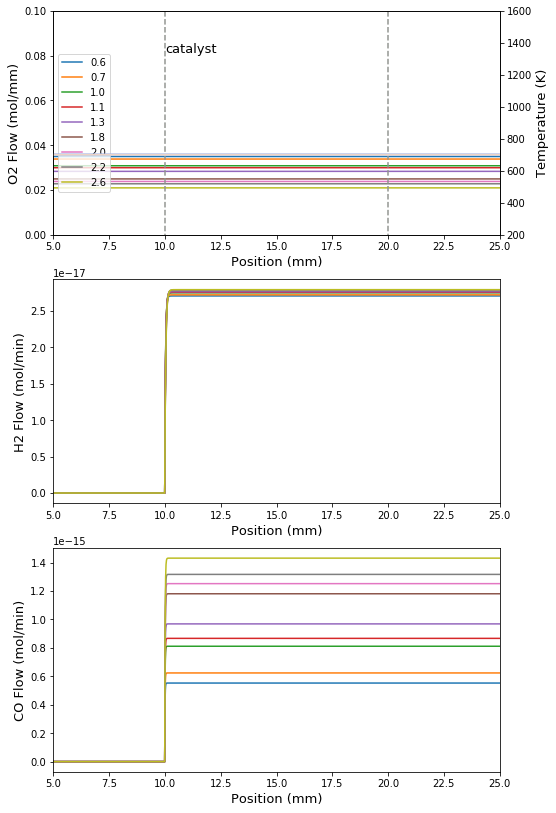 0.10
0.08
0.06
0.04
0.02
0.00
O2 Flow (mol/mm)
catalyst
0.6
0.7
1.0
1.1
1.3
1.8
2.0
2.2
2.6
1600
1400
1200
1000
800
600
400
200
Temperature (K)
5.0 7.5 10.0 12.5 15.0 17.5 20.0 22.5 25.0
Position (mm)
1e−17
2.5
2.0
1.5
1.0
0.5
0.0
H2 Flow (mol/min)
5.0 7.5 10.0 12.5 15.0 17.5 20.0 22.5 25.0
Position (mm)
1e−15
1.4
1.2
1.0
0.8
0.6
0.4
0.2
0.0
CO Flow (mol/min)
5.0 7.5 10.0 12.5 15.0 17.5 20.0 22.5 25.0
Position (mm)